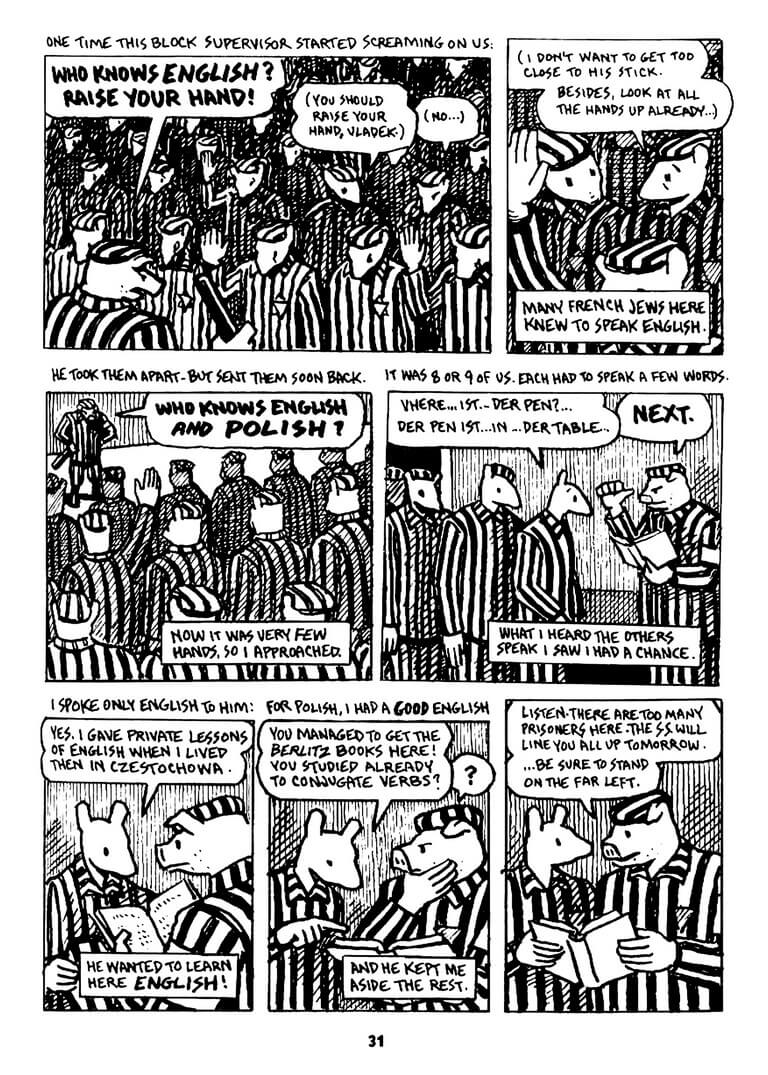 ONE TIME THIS BLOCK SUPERVISOR STARTED SCREAMING ON US:
WHO KNOWS ENGLISH?
RAISE YOUR HAND!
(YOU SHOULD
RAISE YOUR
HAND, VLADEK.)
(NO...)
(I DON'T WANT TO GET TOO
CLOSE TO HIS STICK.
BESIDES, LOOK AT ALL
THE HANDS UP ALREADY...)
MANY FRENCH JEWS HERE
KNEW TO SPEAK ENGLISH.
HE TOOK THEM APART-BUT SENT THEM SOON BACK.
WHO KNOWS ENGLISH
AND POLISH?
NOW IT WAS VERY FEW
HANDS, SO I APPROACHED.
IT WAS 8 OR 9 OF US. EACH HAD TO SPEAK A FEW WORDS.
VHERE... IST.- DER PEN?...
DER PEN IST...IN ... DER TABLE...
NEXT.
WHAT I HEARD THE OTHERS
SPEAK I SAW I HAD A CHANCE.
I SPOKE ONLY ENGLISH TO HIM:
YES. I GAVE PRIVATE LESSONS
OF ENGLISH WHEN I LIVED
THEN IN CZESTOCHOWA.
HE WANTED TO LEARN
HERE ENGLISH!
FOR POLISH, I HAD A GOOD ENGLISH
YOU MANAGED TO GET THE
BERLITZ BOOKS HERE!
YOU STUDIED ALREADY
TO CONJUGATE VERBS?
?
AND HE KEPT ME
ASIDE THE REST.
LISTEN-THERE ARE TOO MANY
PRISONERS HERE. THE S.S. WILL
LINE YOU ALL UP TOMORROW.
...BE SURE TO STAND
ON THE FAR LEFT.
31